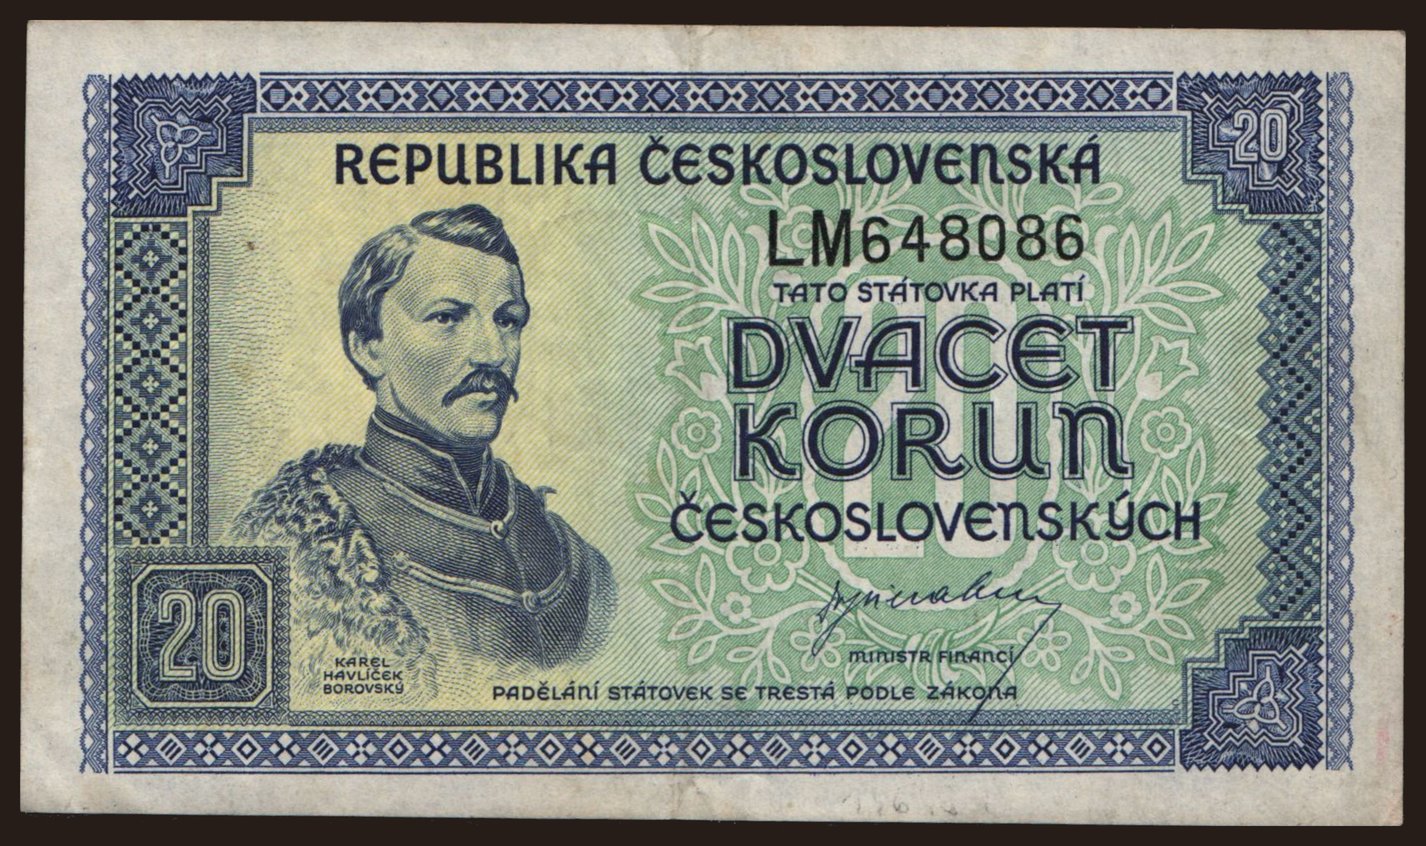 REPUBLIKA ČESKOSLOVENSKÁ
20
LM648086
TATO STÁTOVKA PLATÍ
DVACET
KORUN
20
ČESKOSLOVENSKÝCH
20
MINISTR FINANCÍ
KAREL
HAVLÍČEK
BOROVSKÝ
PADĚLÁNÍ STÁTOVEK SE TRESTÁ PODLE ZÁKONA